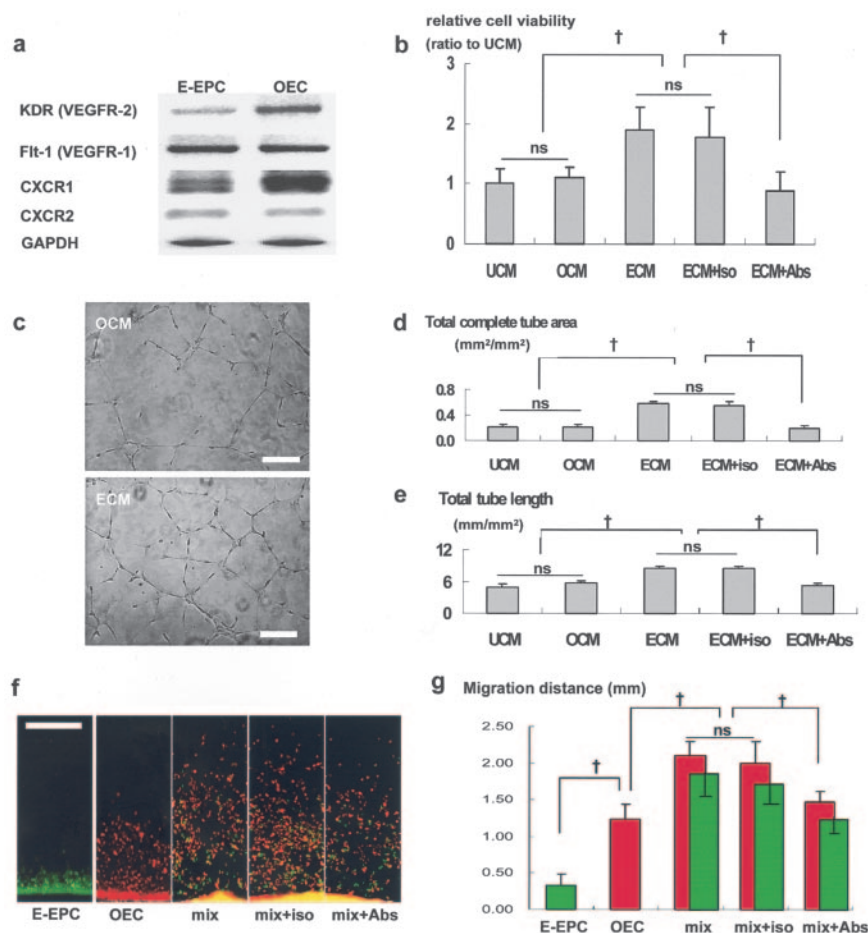 a
E-EPC OEC
KDR (VEGFR-2)
Flt-1 (VEGFR-1)
CXCR1
CXCR2
GAPDH
b
relative cell viability
(ratio to UCM)
† †
3
2
1
0
ns
ns
UCM OCM ECM ECM+iso ECM+Abs
c
OCM
ECM
d
Total complete tube area
(mm²/mm²)
† †
0.8
0.4
0.0
ns
ns
UCM OCM ECM ECM+iso ECM+Abs
e
Total tube length
(mm/mm²)
† †
12
6
0
ns
ns
UCM OCM ECM ECM+iso ECM+Abs
f
E-EPC OEC mix mix+iso mix+Abs
g
Migration distance (mm)
2.50
2.00
1.50
1.00
0.50
0.00
† † †
ns
E-EPC OEC mix mix+iso mix+Abs